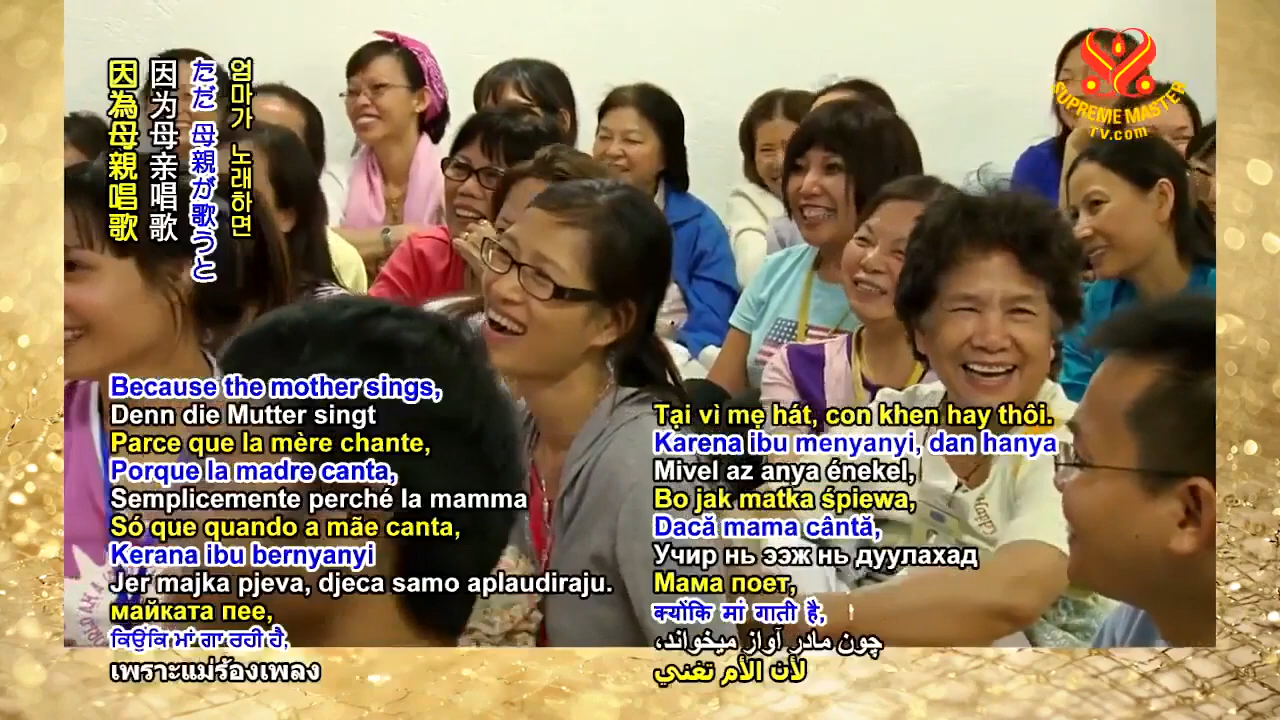 엄마가 노래하면
ただ 母親が歌うと
因为母亲唱歌
因為母親唱歌
SUPREME MASTER
TV.com
Because the mother sings,
Denn die Mutter singt
Parce que la mère chante,
Porque la madre canta,
Semplicemente perché la mamma
Só que quando a mãe canta,
Kerana ibu bernyanyi
Jer majka pjeva, djeca samo aplaudiraju.
майката пее,
ਕਿਉਂਕਿ ਮਾਂ ਗਾ ਰਹੀ ਹੈ,
เพราะแม่ร้องเพลง
Tại vì mẹ hát, con khen hay thôi.
Karena ibu menyanyi, dan hanya
Mivel az anya énekel,
Bo jak matka śpiewa,
Dacă mama cântă,
Учир нь ээж нь дуулахад
Мама поет,
क्योंकि मां गाती है,
چون مادر آواز میخواند،
لأن الأم تغني